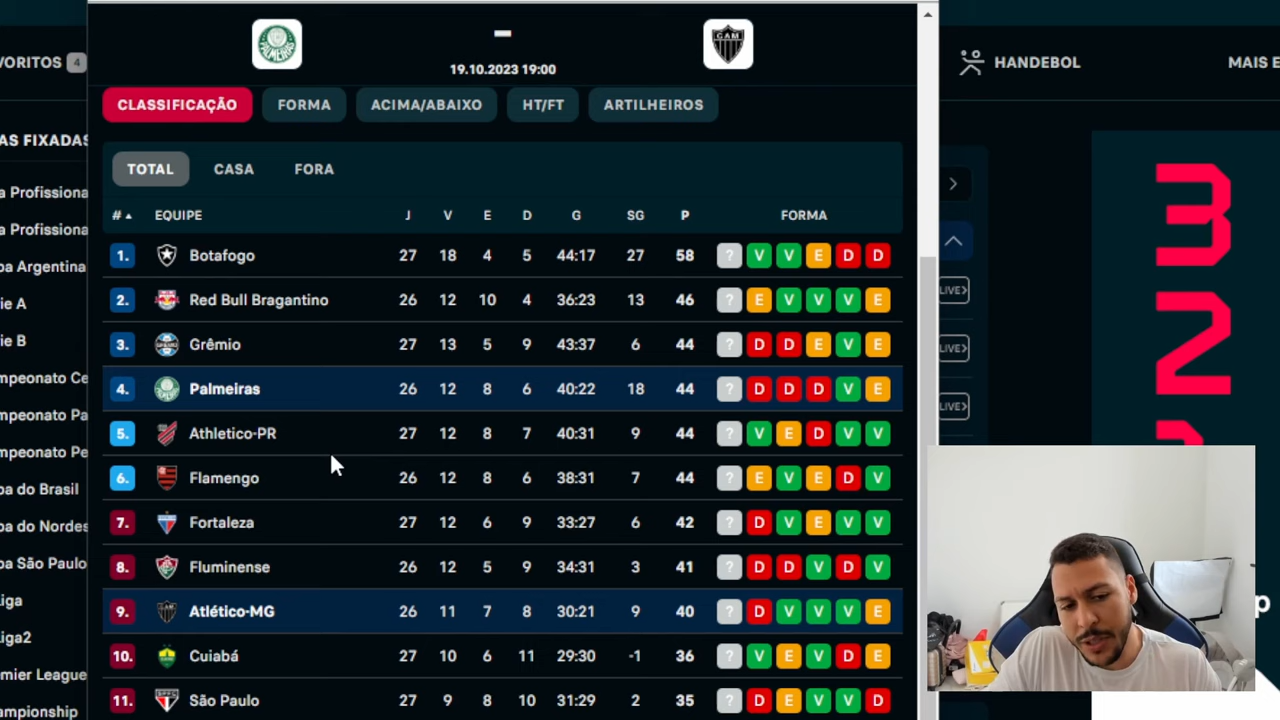 19.10.2023 19:00
VORITOS 4
HANDEBOL
MAIS E
CLASSIFICAÇÃO FORMA ACIMA/ABAIXO HT/FT ARTILHEIROS
AS FIXADAS
TOTAL CASA FORA
# EQUIPE J V E D G SG P FORMA
1. Botafogo 27 18 4 5 44:17 27 58 ? V V E D D
2. Red Bull Bragantino 26 12 10 4 36:23 13 46 ? E V V V E
3. Grêmio 27 13 5 9 43:37 6 44 ? D D E V E
4. Palmeiras 26 12 8 6 40:22 18 44 ? D D D V E
5. Athletico-PR 27 12 8 7 40:31 9 44 ? V E D V V
6. Flamengo 26 12 8 6 38:31 7 44 ? E V E D V
7. Fortaleza 27 12 6 9 33:27 6 42 ? D V E V V
8. Fluminense 26 12 5 9 34:31 3 41 ? D D V D V
9. Atlético-MG 26 11 7 8 30:21 9 40 ? D V V V E
10. Cuiabá 27 10 6 11 29:30 -1 36 ? V E V D E
11. São Paulo 27 9 8 10 31:29 2 35 ? D E V V D
a Profissiona
a Profissiona
pa Argentina
ie A
ie B
mpeonato Ce
mpeonato Pa
mpeonato Pe
pa do Brasil
pa do Nordes
pa São Paulo
iga
iga2
emier League
ampionship
LIVE
LIVE
LIVE
PALMEIRAS
CAM
p